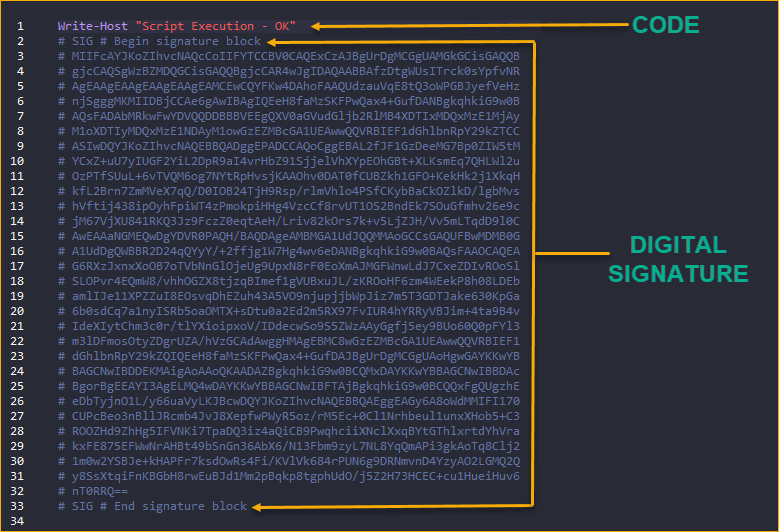 1 Write-Host "Script Execution - OK"
CODE
2 # SIG # Begin signature block
3 # MIIFcAYJKoZIhvcNAQcCoIIFYTCCBV0CAQExCzAJBgUrDgMCGgUAMGkGCisGAQQB
4 # gjcCAQSgWzBZMDQGCisGAQQBgjcCAR4wJgIDAQAABBAfzDtgWUsITrck0sYpfvNR
5 # AgEAAgEAAgEAAgEAAgEAMCEwCQYFKw4DAhoFAAQUdzauVqE8tQ3oWPGBJyefVeHz
6 # njSgggMKMIIDBjCCAe6gAwIBAgIQEeH8faMzSKFPwQax4+GufDANBgkqhkiG9w0B
7 # AQsFADAbMRkwFwYDVQQDDBBBVEEgQXV0aGVudGljb2RlMB4XDTIxMDQxMzE1MjAy
8 # M1oXDTIyMDQxMzE1NDAyM1owGzEZMBcGA1UEAwwQQVRBIEF1dGhlbnRpY29kZTCC
9 # ASIwDQYJKoZIhvcNAQEBBQADggEPADCCAQoCggEBAL2fJF1GzDeeMG7Bp0ZIW5tM
10 # YCxZ+uU7yIUGF2YiL2DpR9aI4vrHbZ91SjjelVhXYpEOhGBt+XLKsmEq7QHLWl2u
11 # OzPTfSUuL+6vTVQM6og7NYtRpHvsjKAAOhv0DAT0fCUBZkh1GFO+KekHk2j1XkqH
12 # kfL2Brn7ZmMVeX7qQ/D0IOB24TjH9Rsp/rlmVhlo4PSfCKybBaCkOZlkD/lgbMvs
13 # hVftij438ipOyhFpiWT4zPmokpiHHg4VzcCf8rvUT1OS2BndEk7SOuGfmhv26e9c
14 # jM67VjXU841RKQ3Jz9FczZ0eqtAeH/Lriv82kOrs7k+v5LjZJH/Vv5mLTqdD9l0C
15 # AwEAAaNGMEQwDgYDVR0PAQH/BAQDAgeAMBMGA1UdJQQMMAoGCCsGAQUFBwMDMB0G
16 # A1UdDgQWBBR2D24qQYyY/+2ffjg1W7Hg4wv6eDANBgkqhkiG9w0BAQsFAAOCAQEA
DIGITAL
SIGNATURE
17 # G6RXzJxnxXoOB7oTVbNnGlOjeUg9UpxN8rF0EoXmAJMGFWnwLdJ7CxeZDIvROoSl
18 # SLOPvr4EQmW8/vhhOGZX8tjzqBImef1gVUBxuJL/zKROoHF6zm4WEekP8h08LDEb
19 # amlIJe11XPZZuI8EOsvqDhEZuh43A5VO9njupjjbWpJiz7m5T3GDTJake630KpGa
20 # 6b0sdCq7a1nyISRb5oaOMTX+sDtu0a2Ed2m5RX97FvIUR4hYRRyVBJim+4ta9B4v
21 # IdeXIytChm3c0r/tlYXioipxoV/IDdecwSo9S5ZWzAAyGgfj5ey9BUo60Q0pFYl3
22 # m3lDFmosOtyZDgrUZA/hVzGCAdAwggHMAgEBMC8wGzEZMBcGA1UEAwwQQVRBIEF1
23 # dGhlbnRpY29kZQIQEeH8faMzSKFPwQax4+GufDAJBgUrDgMCGgUAoHgwGAYKKwYB
24 # BAGCNwIBDDEKMAigAoAAoQKAADAZBgkqhkiG9w0BCQMxDAYKKwYBBAGCNwIBBDAc
25 # BgorBgEEAYI3AgELMQ4wDAYKKwYBBAGCNwIBFTAjBgkqhkiG9w0BCQQxFgQUgzhE
26 # eDbTyjnO1L/y66uaVyLKJBcwDQYJKoZIhvcNAQEBBQAEggEAGy6A8oWdMMIFI170
27 # CUPcBeo3nBllJRcmb4JvJ8XepfwPWyR5oz/rM5Ec+0Cl1Nrhbeul1unxXHob5+C3
28 # ROOZHd9ZhHg5IFVNKi7TpaDQ3iz4aQiCB9PwqhciiXNclXxqBYtGThlxrtdYhVra
29 # kxFE875EFWwNrAHBt49bSnGn36AbX6/N13Fbm9zyL7NL8YqQmAPi3gkAoTq8Clj2
30 # 1m0w2YSBJe+kHAPFr7ksdOwRs4Fi/KVlVk684rPUN6g9DRNmvnD4YzyAO2LGMQ2Q
31 # y8SsXtqiFnKBGbH8rwEuBJd1Mm2pBqkp8tgphUdO/j5Z2H73HCEC+cu1HueiHuv6
32 # nT0RRQ==
33 # SIG # End signature block
34